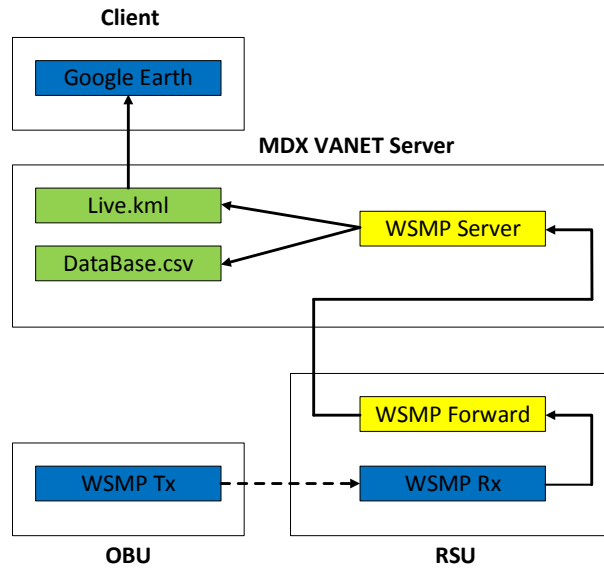 Client
Google Earth
MDX VANET Server
Live.kml
WSMP Server
DataBase.csv
WSMP Forward
WSMP Tx
WSMP Rx
OBU
RSU